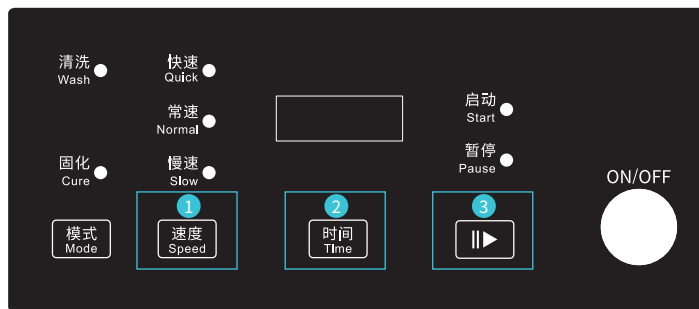 清洗
Wash
快速
Quick
常速
Normal
启动
Start
固化
Cure
慢速
Slow
暂停
Pause
ON/OFF
1
2
3
模式
Mode
速度
Speed
时间
TIme